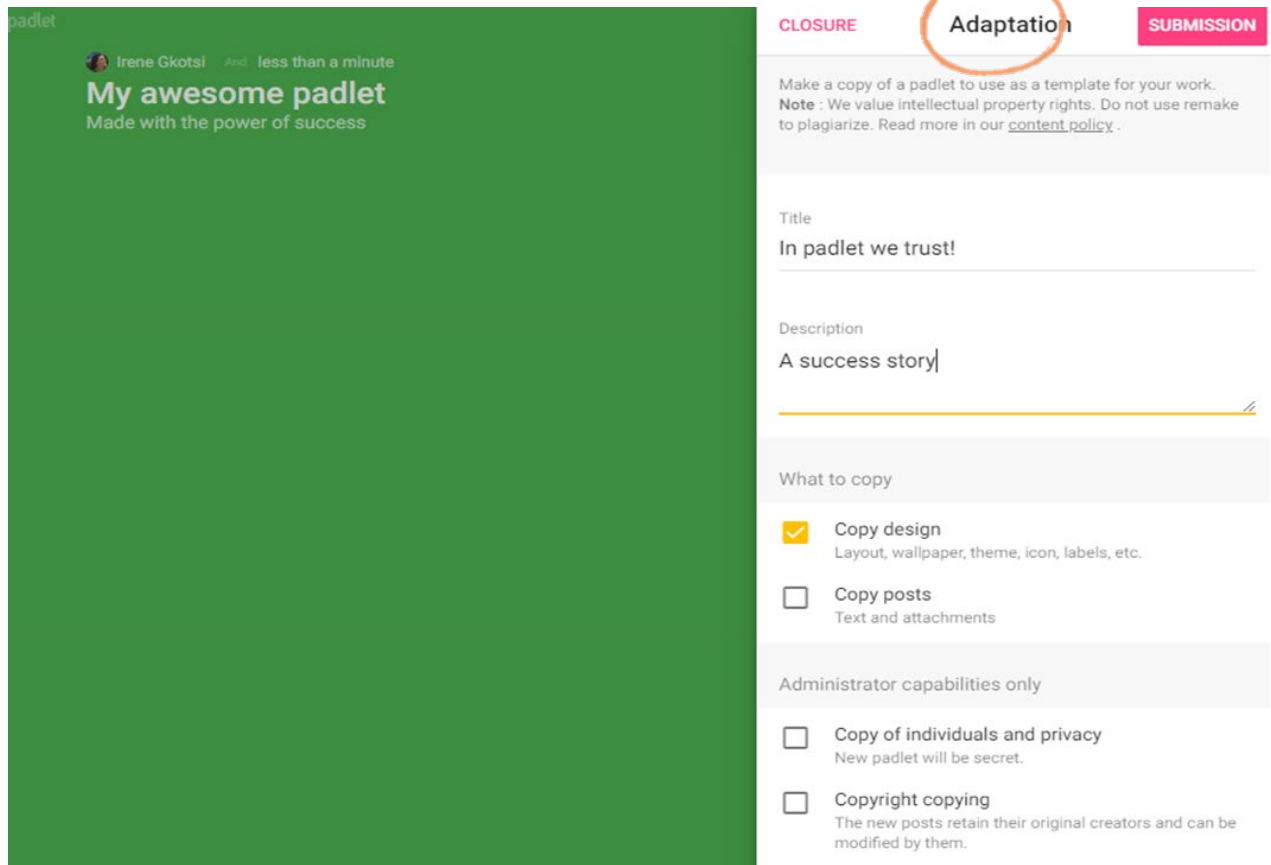 padlet
Irene Gkotsi And less than a minute
My awesome padlet
Made with the power of success
CLOSURE
Adaptation
SUBMISSION
Make a copy of a padlet to use as a template for your work.
Note : We value intellectual property rights. Do not use remake
to plagiarize. Read more in our content policy .
Title
In padlet we trust!
Description
A success story
What to copy
Copy design
Layout, wallpaper, theme, icon, labels, etc.
Copy posts
Text and attachments
Administrator capabilities only
Copy of individuals and privacy
New padlet will be secret.
Copyright copying
The new posts retain their original creators and can be
modified by them.